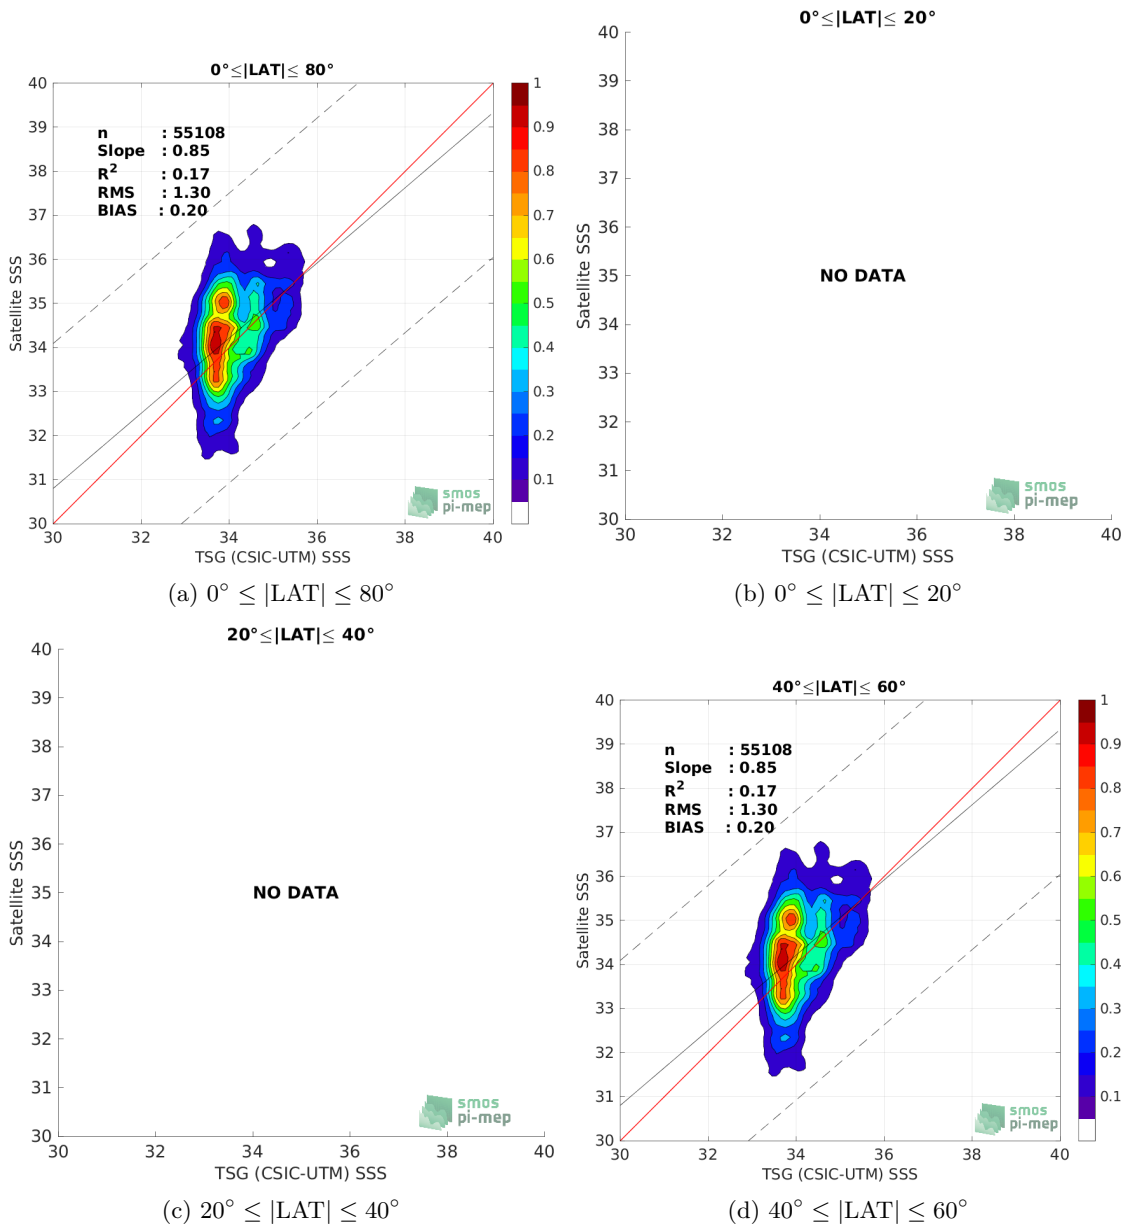 0°≤|LAT|≤ 80°
40
39
38
37
36
35
34
33
32
31
30
Satellite SSS
n : 55108
Slope : 0.85
R² : 0.17
RMS : 1.30
BIAS : 0.20
1
0.9
0.8
0.7
0.6
0.5
0.4
0.3
0.2
0.1
smos
pi-mep
30 32 34 36 38 40
TSG (CSIC-UTM) SSS
(a) 0° ≤ |LAT| ≤ 80°
0°≤|LAT|≤ 20°
40
39
38
37
36
35
34
33
32
31
30
Satellite SSS
NO DATA
smos
pi-mep
30 32 34 36 38 40
TSG (CSIC-UTM) SSS
(b) 0° ≤ |LAT| ≤ 20°
20°≤|LAT|≤ 40°
40
39
38
37
36
35
34
33
32
31
30
Satellite SSS
NO DATA
smos
pi-mep
30 32 34 36 38 40
TSG (CSIC-UTM) SSS
(c) 20° ≤ |LAT| ≤ 40°
40°≤|LAT|≤ 60°
40
39
38
37
36
35
34
33
32
31
30
Satellite SSS
n : 55108
Slope : 0.85
R² : 0.17
RMS : 1.30
BIAS : 0.20
1
0.9
0.8
0.7
0.6
0.5
0.4
0.3
0.2
0.1
smos
pi-mep
30 32 34 36 38 40
TSG (CSIC-UTM) SSS
(d) 40° ≤ |LAT| ≤ 60°